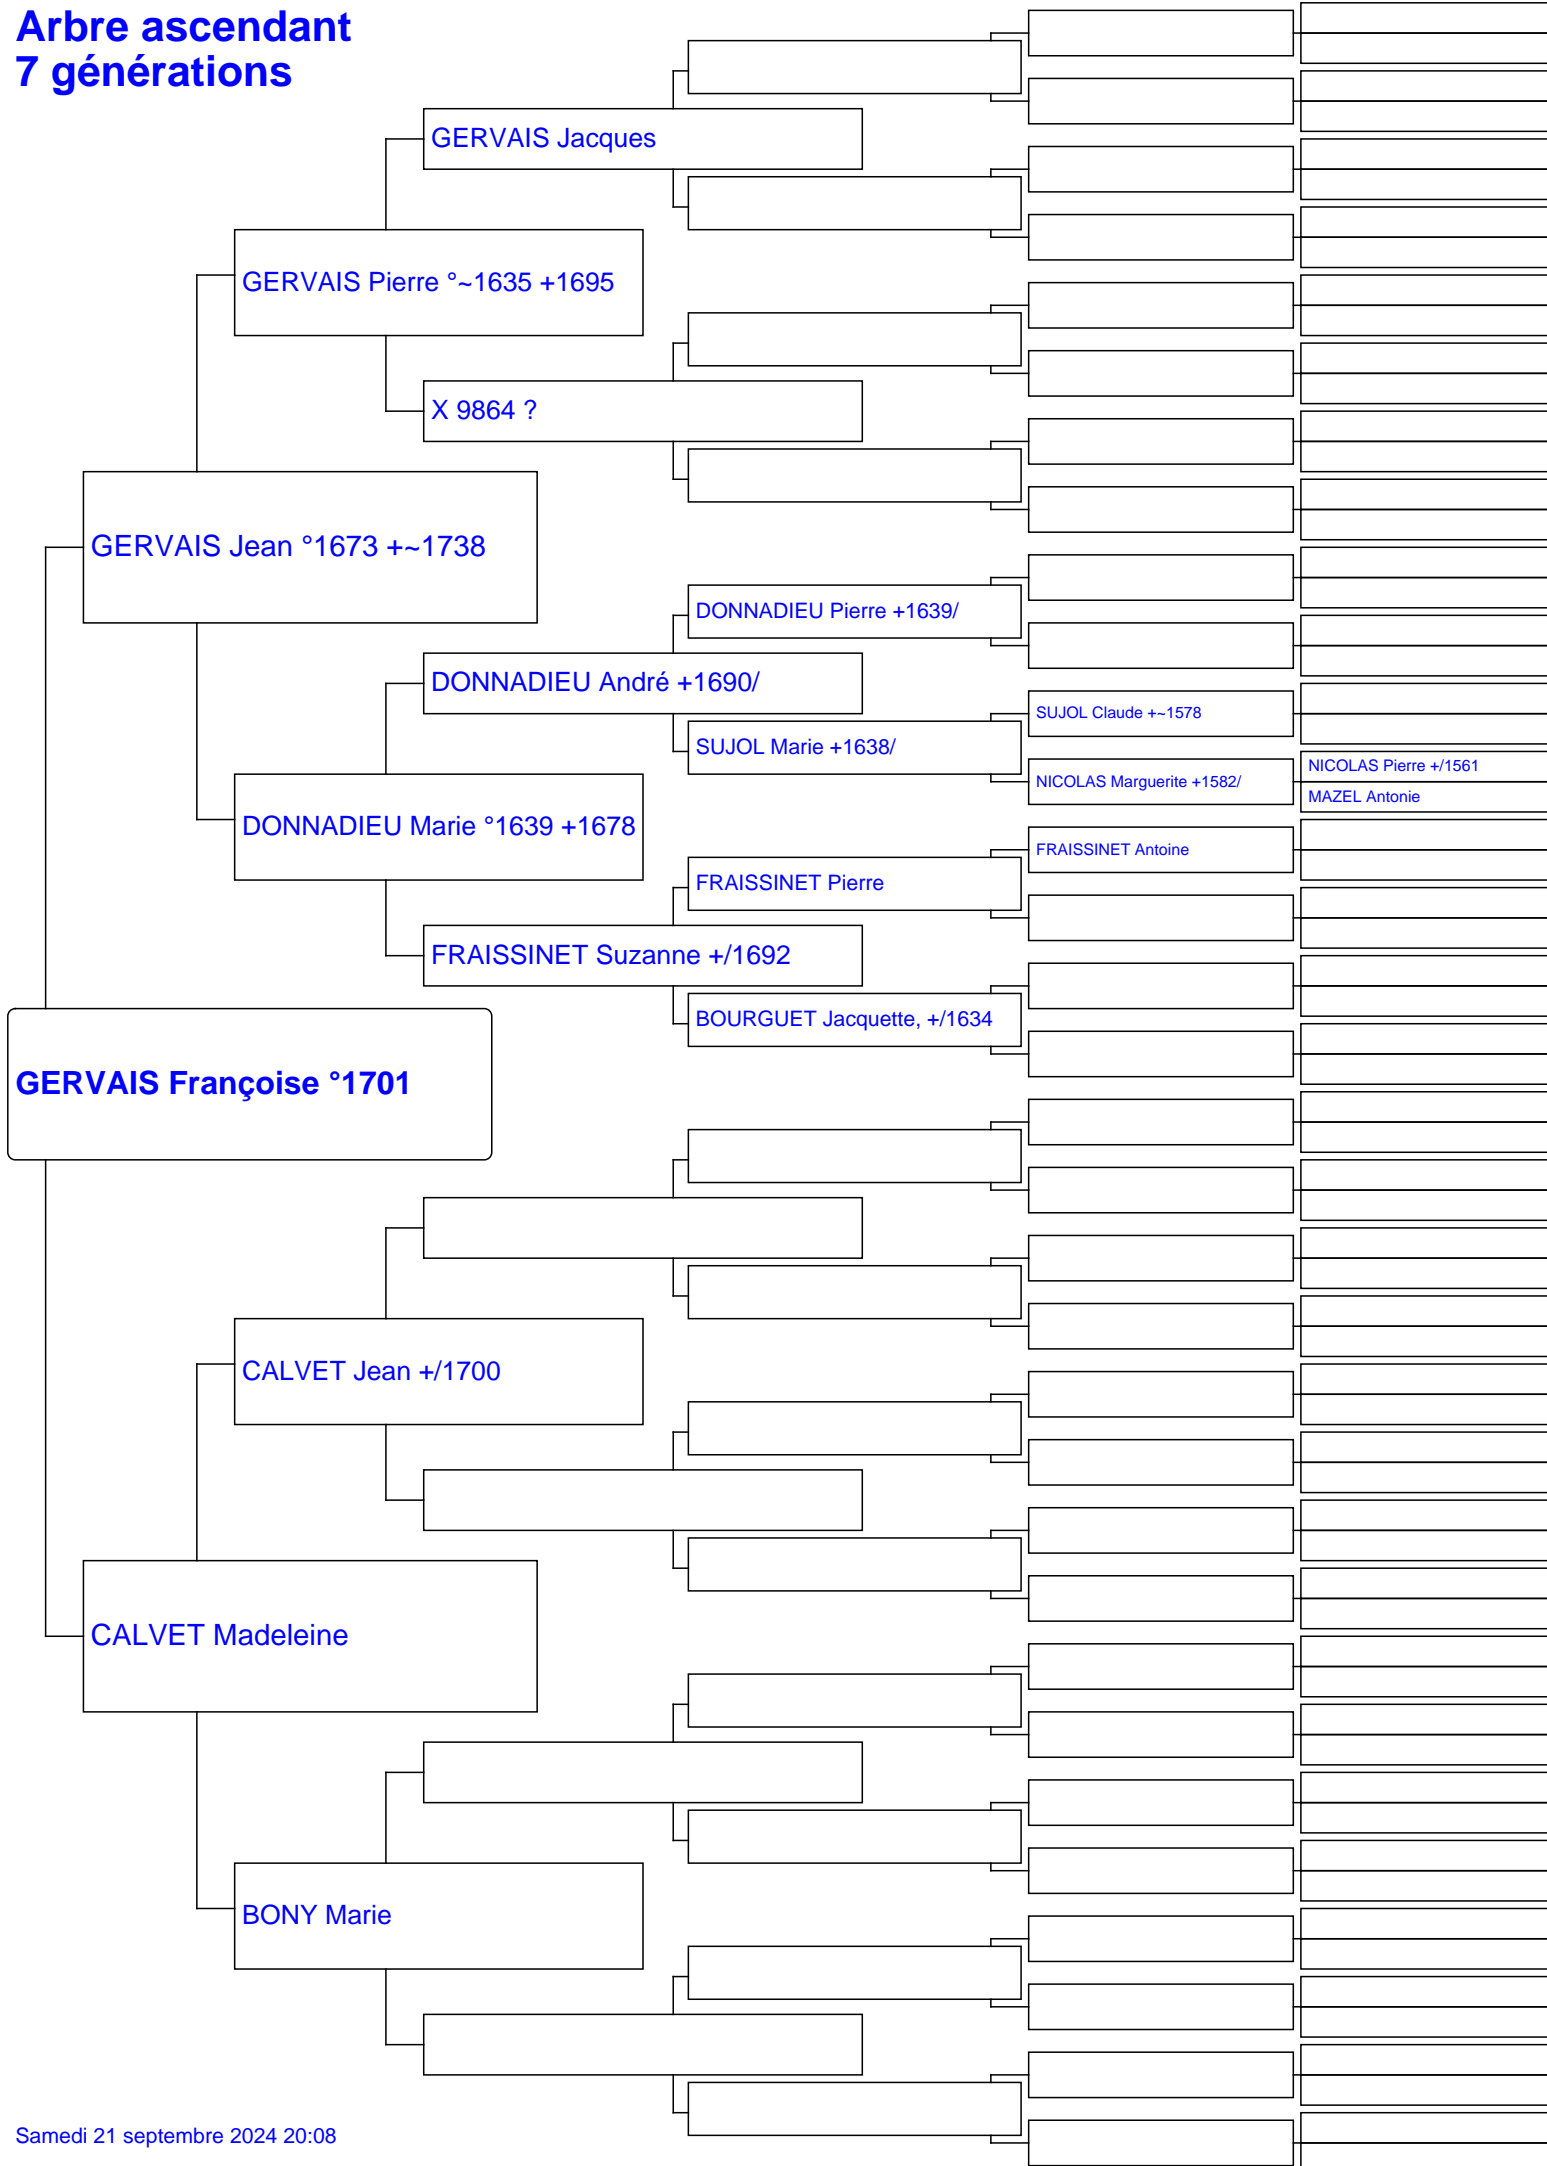 Arbre ascendant
7 générations
GERVAIS Jacques
GERVAIS Pierre °~1635 +1695
X 9864 ?
GERVAIS Jean °1673 +~1738
DONNADIEU Pierre +1639/
DONNADIEU André +1690/
SUJOL Claude +~1578
SUJOL Marie +1638/
NICOLAS Pierre +/1561
NICOLAS Marguerite +1582/
MAZEL Antonie
DONNADIEU Marie °1639 +1678
FRAISSINET Antoine
FRAISSINET Pierre
FRAISSINET Suzanne +/1692
BOURGUET Jacquette, +/1634
GERVAIS Françoise °1701
CALVET Jean +/1700
CALVET Madeleine
BONY Marie
Samedi 21 septembre 2024 20:08